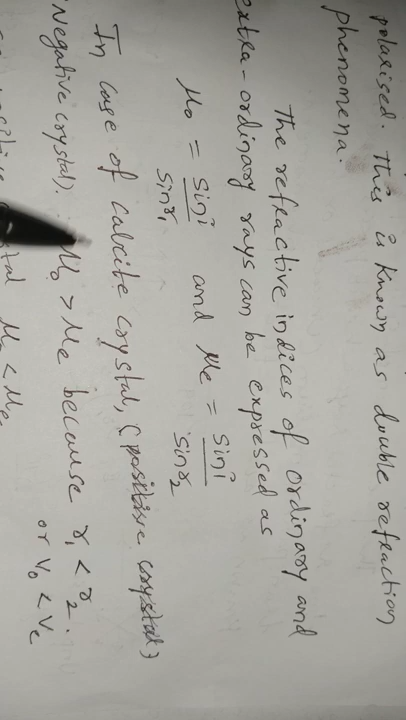 polarised. This is known as double refraction
phenomena.
The refractive indices of ordinary and
extra-ordinary rays can be expressed as
μo = sin i / sin r₁ and μe = sin i / sin r₂
In case of calcite crystal, (positive crystal)
(Negative crystal). μo > μe because r₁ < r₂.
or vo < ve